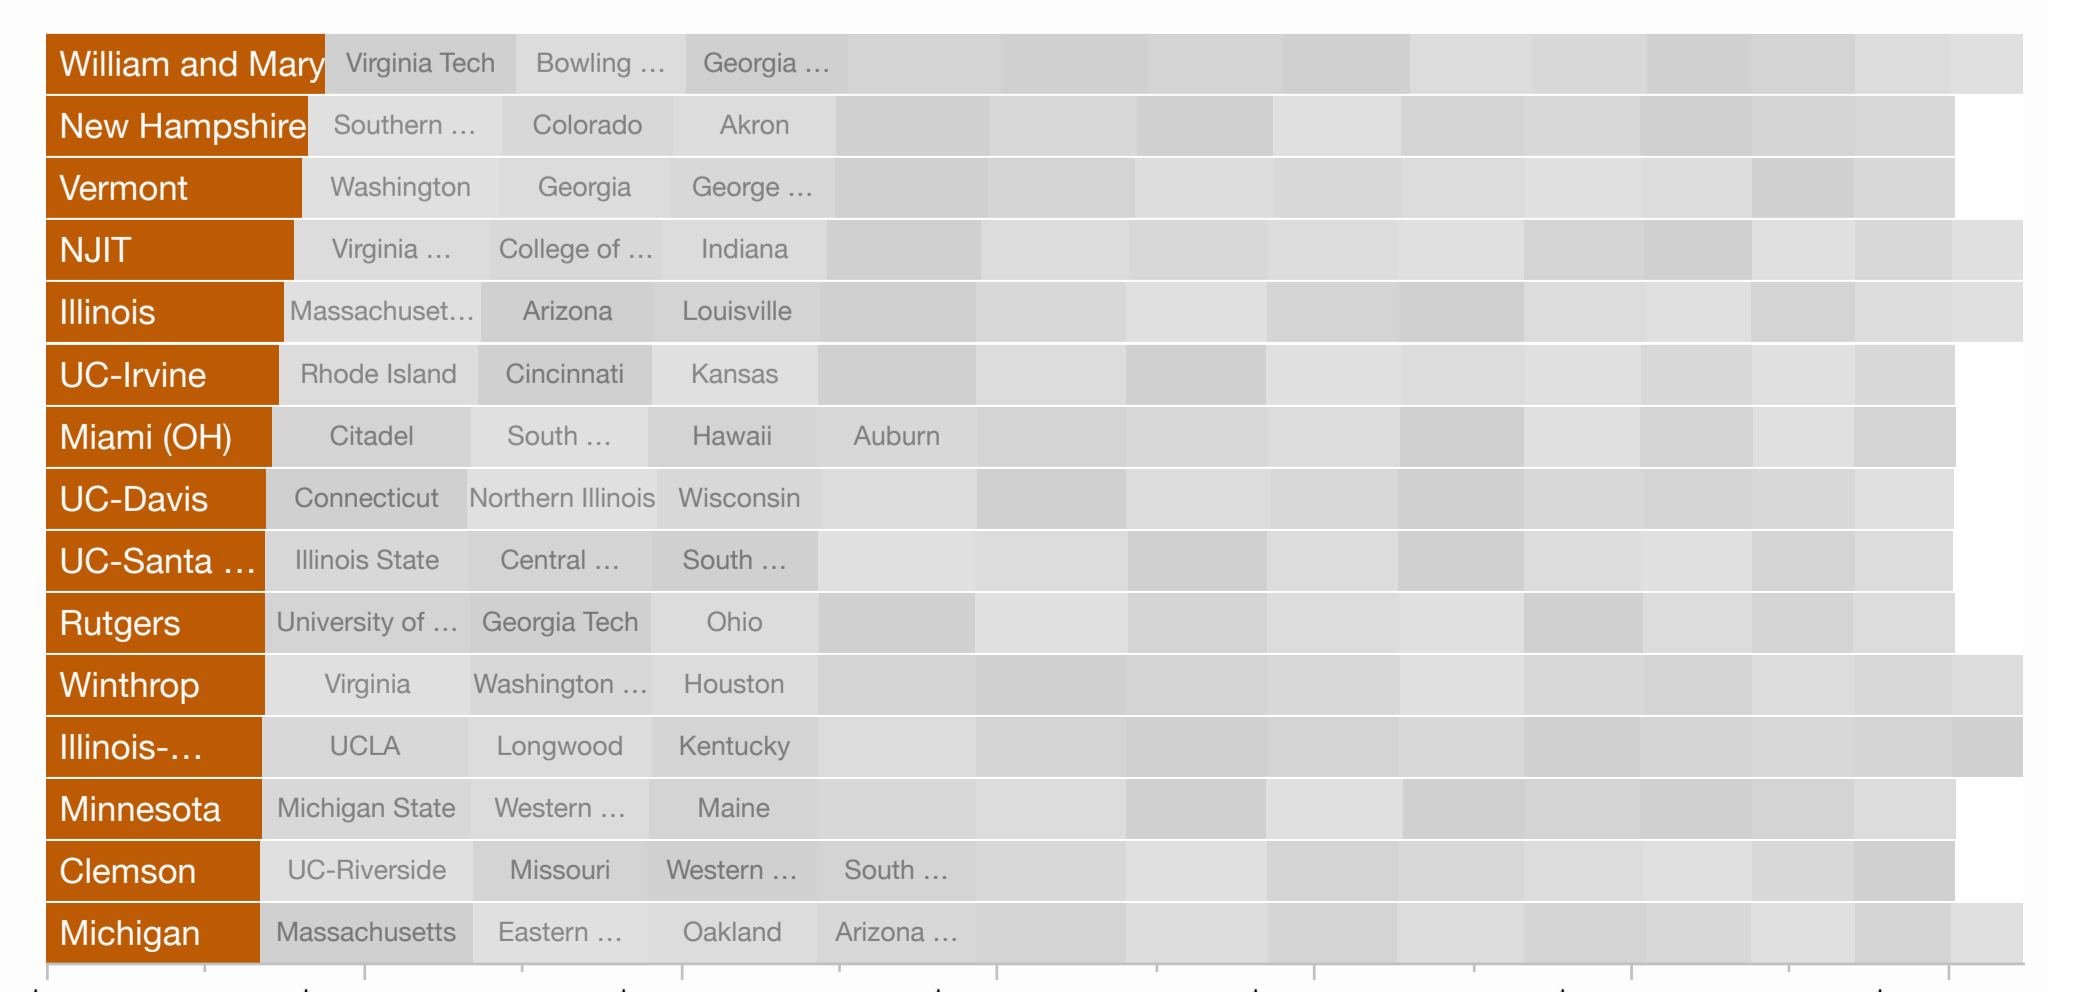 William and Mary Virginia Tech Bowling … Georgia …
New Hampshire Southern … Colorado Akron
Vermont Washington Georgia George …
NJIT Virginia … College of … Indiana
Illinois Massachuset… Arizona Louisville
UC-Irvine Rhode Island Cincinnati Kansas
Miami (OH) Citadel South … Hawaii Auburn
UC-Davis Connecticut Northern Illinois Wisconsin
UC-Santa … Illinois State Central … South …
Rutgers University of … Georgia Tech Ohio
Winthrop Virginia Washington … Houston
Illinois-… UCLA Longwood Kentucky
Minnesota Michigan State Western … Maine
Clemson UC-Riverside Missouri Western … South …
Michigan Massachusetts Eastern … Oakland Arizona …